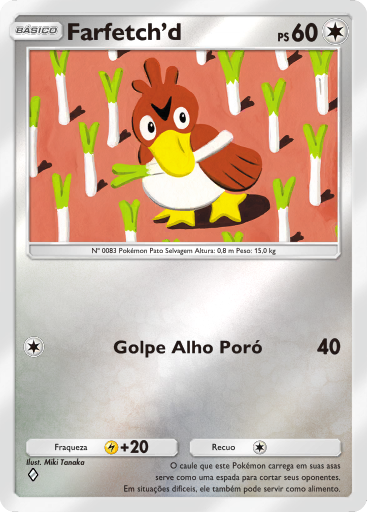 BÁSICO Farfetch'd PS 60
Nº 0083 Pokémon Pato Selvagem Altura: 0,8 m Peso: 15,0 kg
Golpe Alho Poró 40
Fraqueza +20 Recuo
Ilust. Miki Tanaka
O caule que este Pokémon carrega em suas asas
serve como uma espada para cortar seus oponentes.
Em situações difíceis, ele também pode servir como alimento.